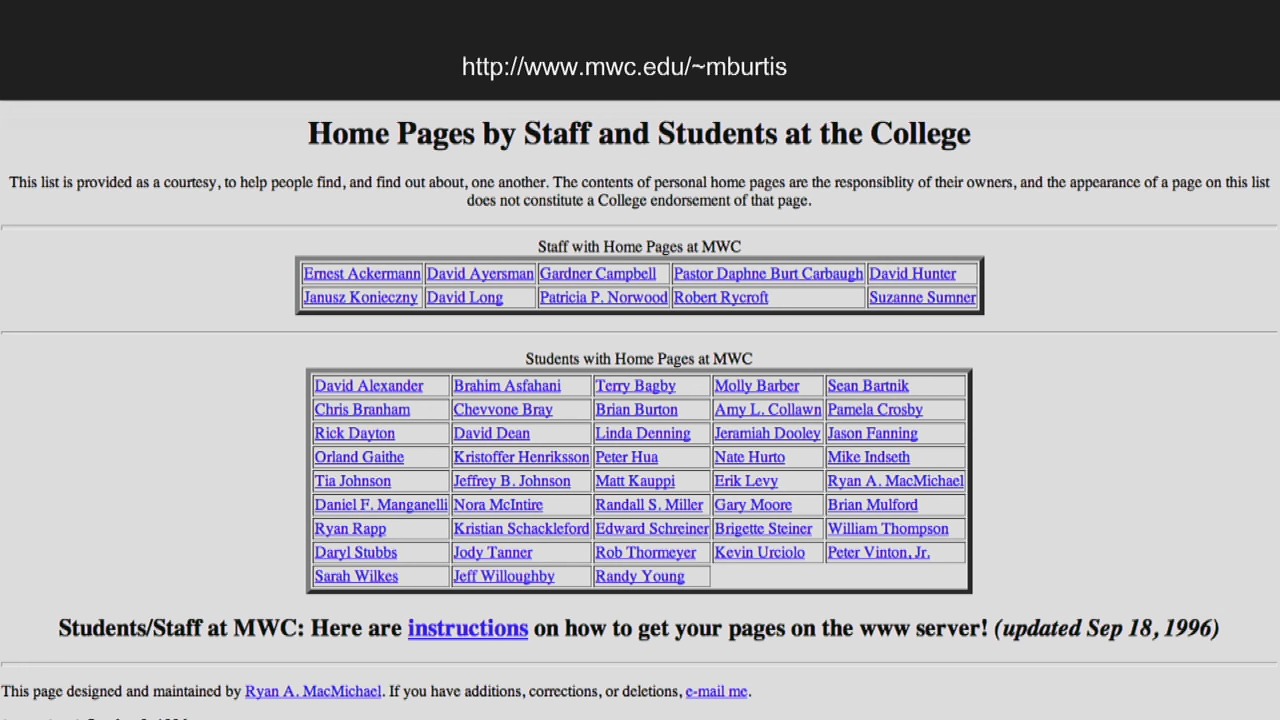 http://www.mwc.edu/~mburtis
Home Pages by Staff and Students at the College
This list is provided as a courtesy, to help people find, and find out about, one another. The contents of personal home pages are the responsiblity of their owners, and the appearance of a page on this list
does not constitute a College endorsement of that page.
Staff with Home Pages at MWC
Ernest Ackermann David Ayersman Gardner Campbell Pastor Daphne Burt Carbaugh David Hunter
Janusz Konieczny David Long Patricia P. Norwood Robert Rycroft Suzanne Sumner
Students with Home Pages at MWC
David Alexander Brahim Asfahani Terry Bagby Molly Barber Sean Bartnik
Chris Branham Chevvone Bray Brian Burton Amy L. Collawn Pamela Crosby
Rick Dayton David Dean Linda Denning Jeramiah Dooley Jason Fanning
Orland Gaithe Kristoffer Henriksson Peter Hua Nate Hurto Mike Indseth
Tia Johnson Jeffrey B. Johnson Matt Kauppi Erik Levy Ryan A. MacMichael
Daniel F. Manganelli Nora McIntire Randall S. Miller Gary Moore Brian Mulford
Ryan Rapp Kristian Schackleford Edward Schreiner Brigette Steiner William Thompson
Daryl Stubbs Jody Tanner Rob Thormeyer Kevin Urciolo Peter Vinton, Jr.
Sarah Wilkes Jeff Willoughby Randy Young
Students/Staff at MWC: Here are instructions on how to get your pages on the www server! (updated Sep 18, 1996)
This page designed and maintained by Ryan A. MacMichael. If you have additions, corrections, or deletions, e-mail me.